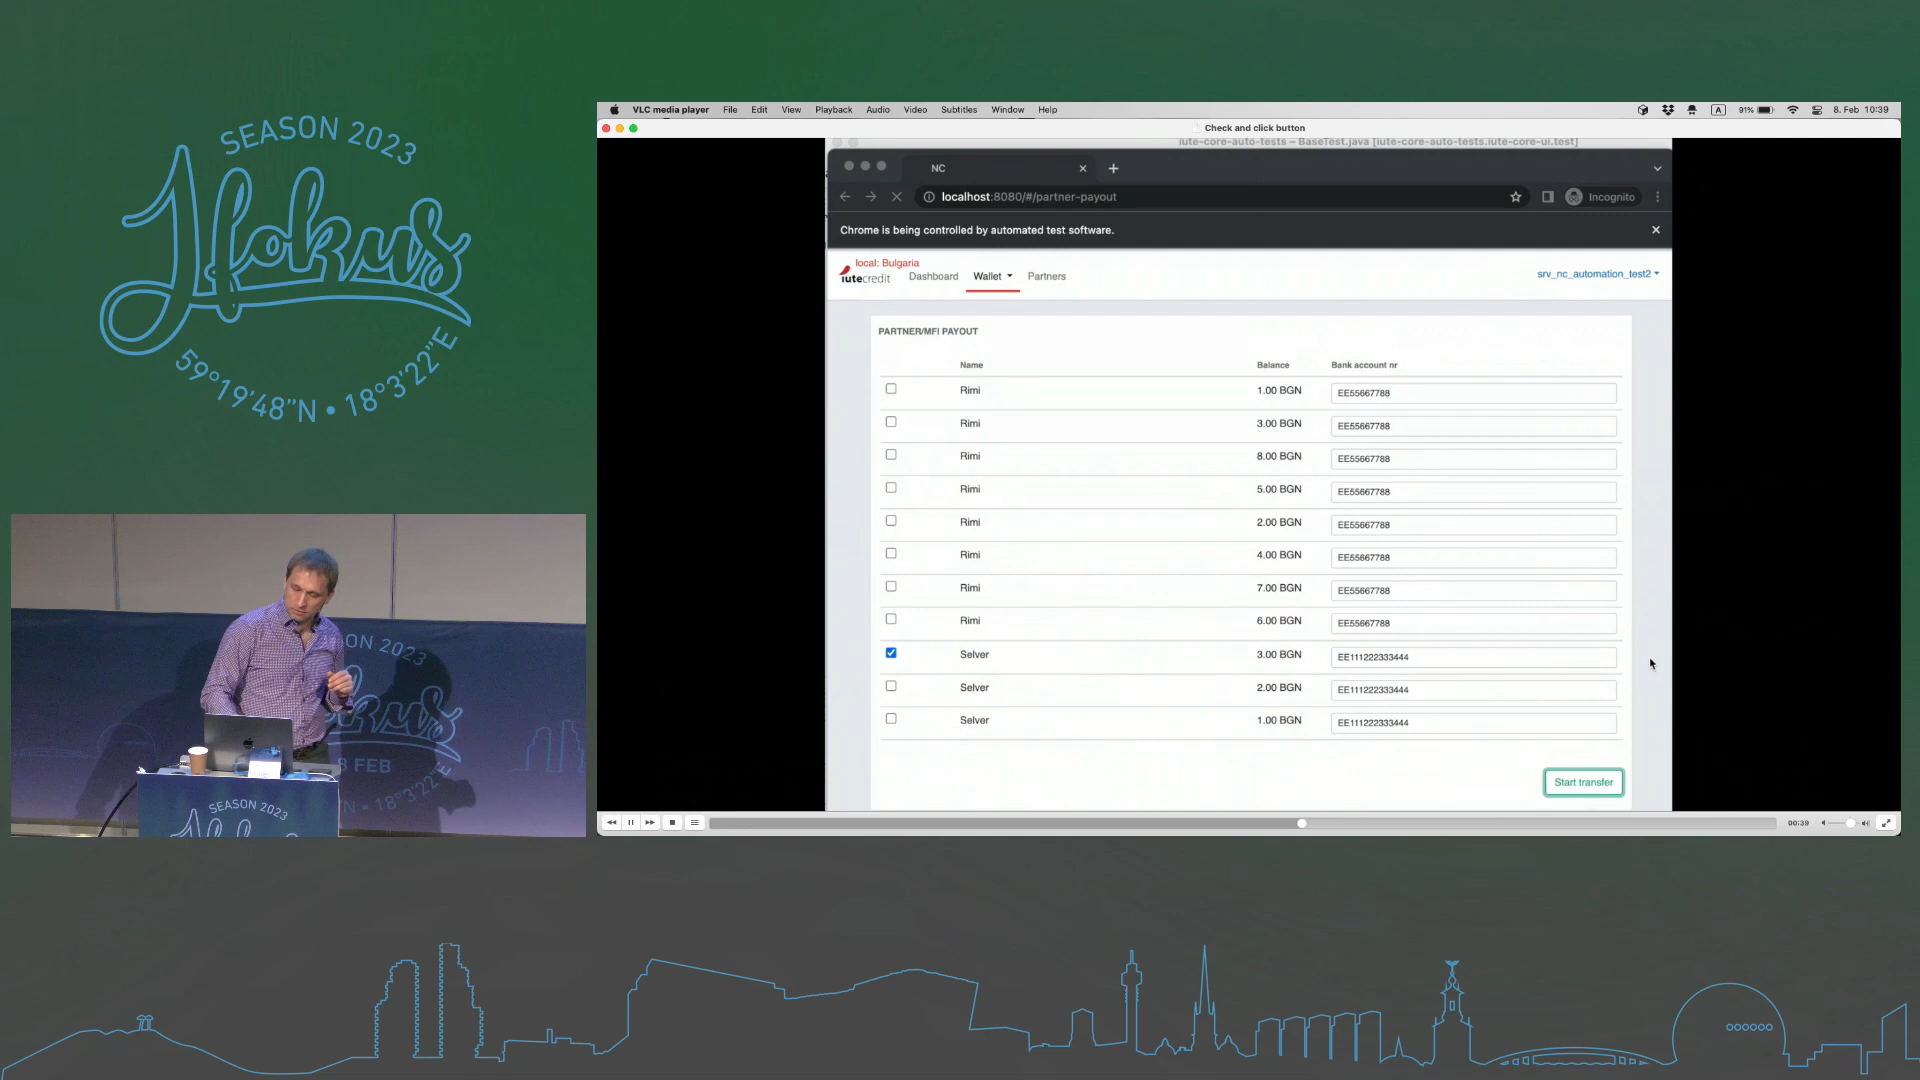 SEASON 2023
Jfokus
59°19'48"N • 18°3'22"E
VLC media player File Edit View Playback Audio Video Subtitles Window Help
A 91% 8. Feb 10:39
Check and click button
iute-core-auto-tests – BaseTest.java [iute-core-auto-tests.iute-core-ui.test]
NC
localhost:8080/#/partner-payout
Incognito
Chrome is being controlled by automated test software.
local: Bulgaria
iutecredit
Dashboard Wallet Partners
srv_nc_automation_test2
PARTNER/MFI PAYOUT
Name Balance Bank account nr
Rimi 1.00 BGN EE55667788
Rimi 3.00 BGN EE55667788
Rimi 8.00 BGN EE55667788
Rimi 5.00 BGN EE55667788
Rimi 2.00 BGN EE55667788
Rimi 4.00 BGN EE55667788
Rimi 7.00 BGN EE55667788
Rimi 6.00 BGN EE55667788
Selver 3.00 BGN EE111222333444
Selver 2.00 BGN EE111222333444
Selver 1.00 BGN EE111222333444
Start transfer
00:39
ON 2023
kus
8 FEB
N • 18°3'22"E
SEASON 2023